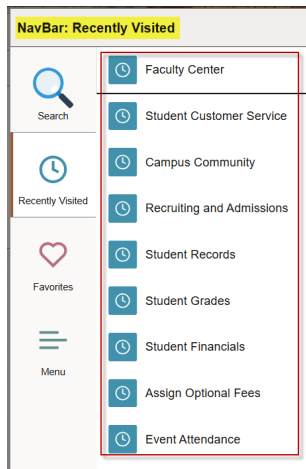 NavBar: Recently Visited
Search
Recently Visited
Favorites
Menu
Faculty Center
Student Customer Service
Campus Community
Recruiting and Admissions
Student Records
Student Grades
Student Financials
Assign Optional Fees
Event Attendance